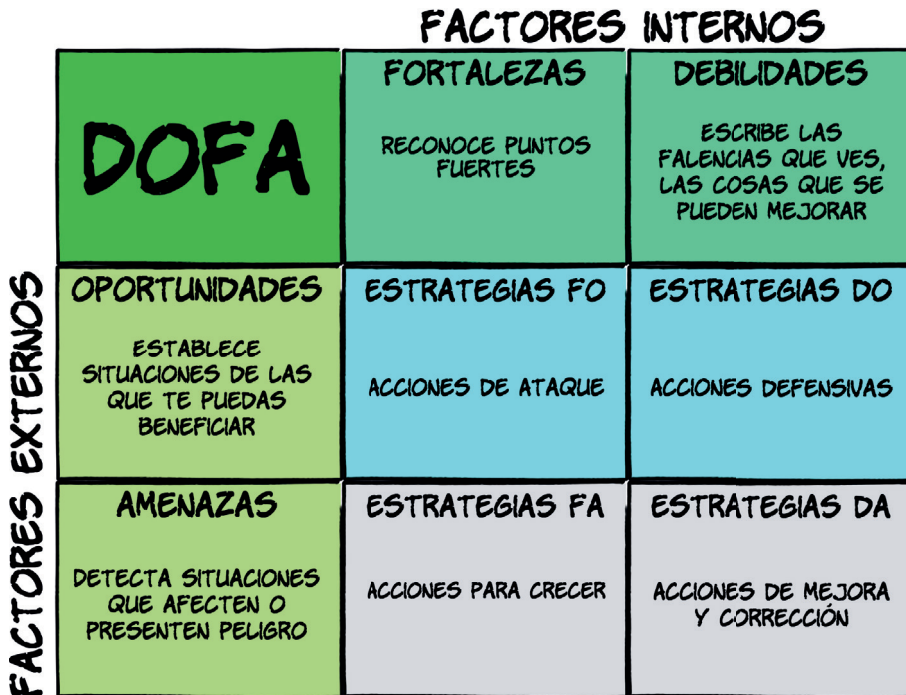 FACTORES INTERNOS
DOFA
FORTALEZAS
RECONOCE PUNTOS
FUERTES
DEBILIDADES
ESCRIBE LAS
FALENCIAS QUE VES,
LAS COSAS QUE SE
PUEDEN MEJORAR
FACTORES EXTERNOS
OPORTUNIDADES
ESTABLECE
SITUACIONES DE LAS
QUE TE PUEDAS
BENEFICIAR
ESTRATEGIAS FO
ACCIONES DE ATAQUE
ESTRATEGIAS DO
ACCIONES DEFENSIVAS
AMENAZAS
DETECTA SITUACIONES
QUE AFECTEN O
PRESENTEN PELIGRO
ESTRATEGIAS FA
ACCIONES PARA CRECER
ESTRATEGIAS DA
ACCIONES DE MEJORA
Y CORRECCIÓN